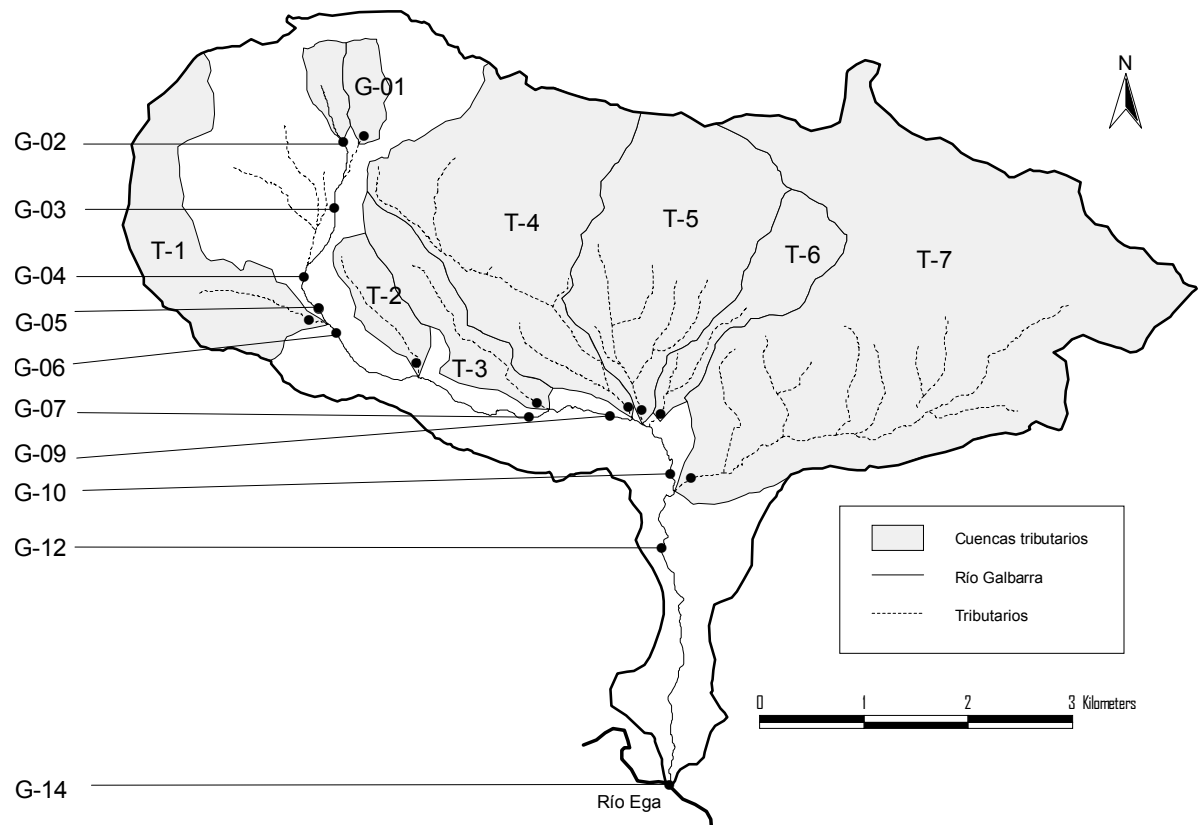 N
G-01
G-02
G-03
T-4
T-5
T-1
T-6
T-7
G-04
T-2
G-05
G-06
T-3
G-07
G-09
G-10
G-12
Cuencas tributarios
Río Galbarra
Tributarios
0 1 2 3 Kilometers
G-14
Río Ega